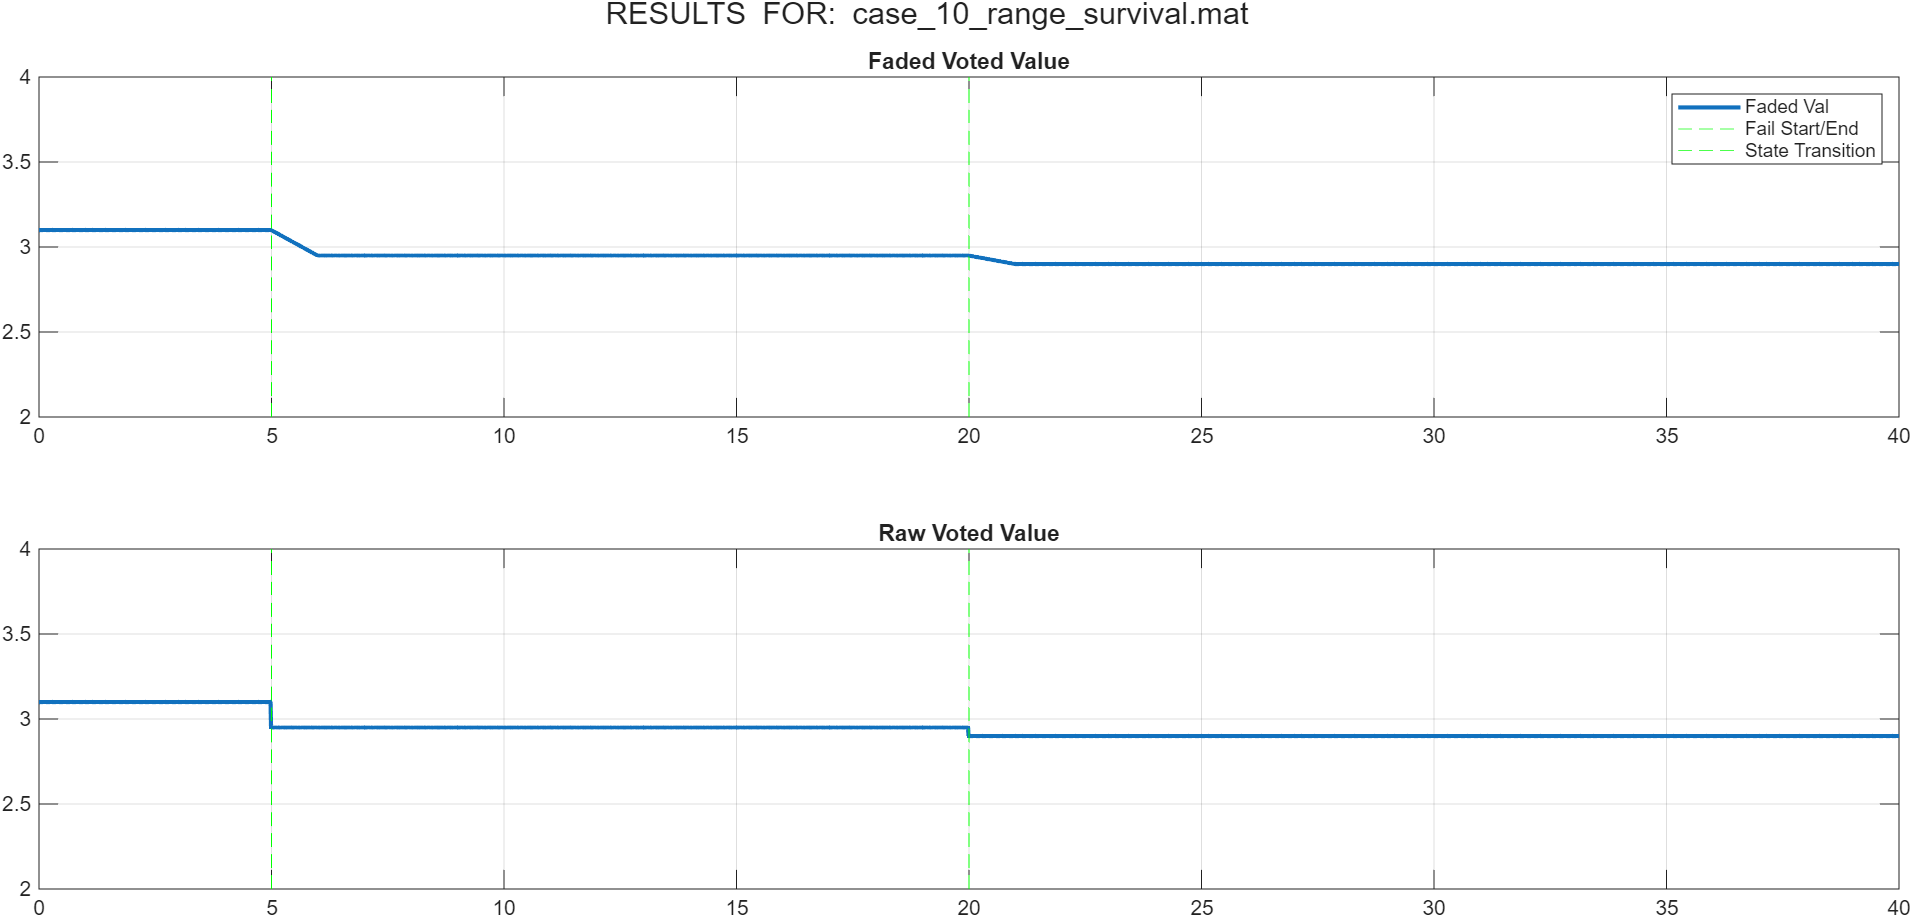 RESULTS FOR: case_10_range_survival.mat
Faded Voted Value
4
3.5
3
2.5
2
0 5 10 15 20 25 30 35 40
Faded Val
Fail Start/End
State Transition
Raw Voted Value
4
3.5
3
2.5
2
0 5 10 15 20 25 30 35 40